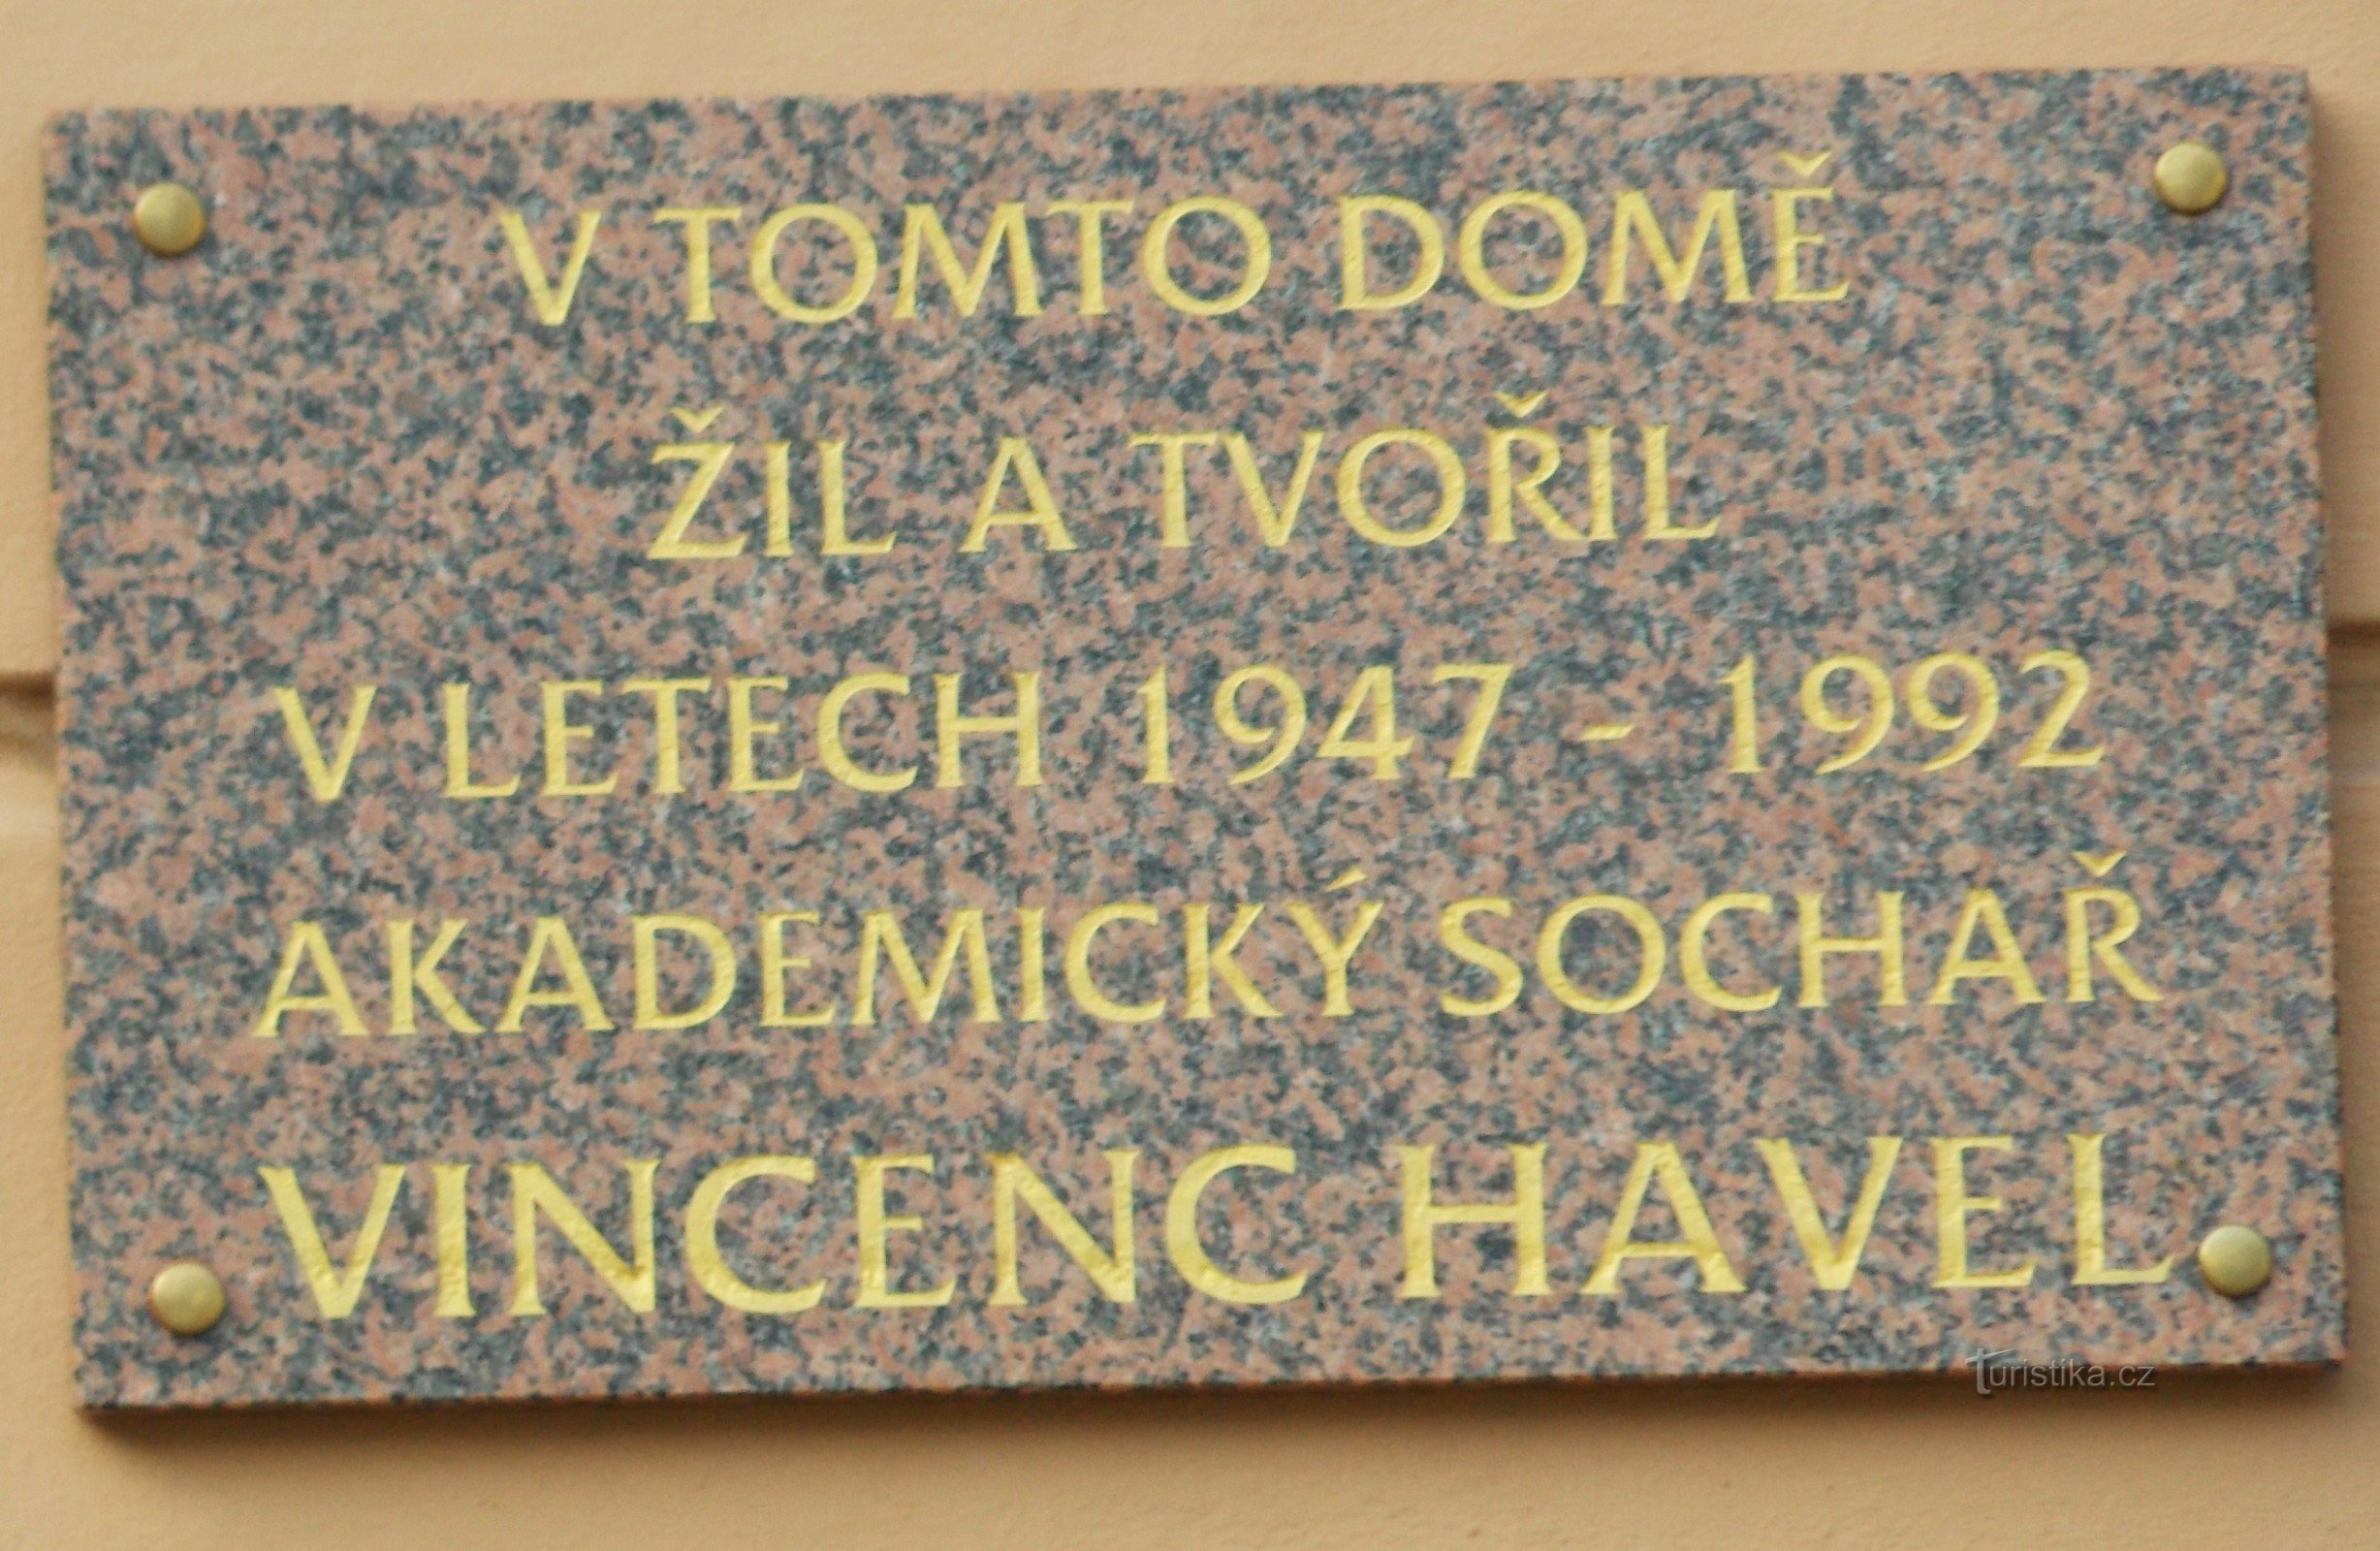 V TOMTO DOMĚ
ŽIL A TVOŘIL
V LETECH 1947 - 1992
AKADEMICKÝ SOCHAŘ
VINCENC HAVEL
Turistika.cz